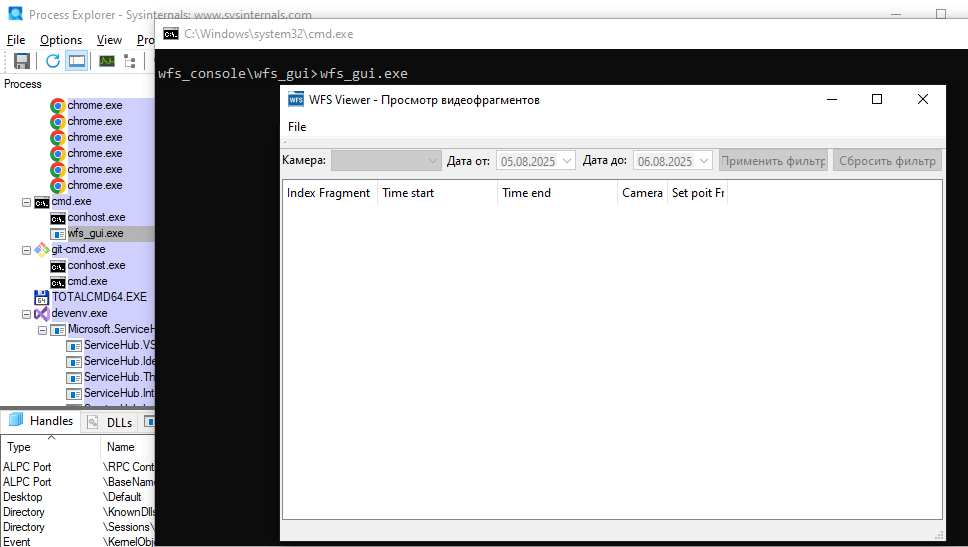 Process Explorer - Sysinternals: www.sysinternals.com
File Options View Pro
Process
chrome.exe
chrome.exe
chrome.exe
chrome.exe
chrome.exe
chrome.exe
cmd.exe
conhost.exe
wfs_gui.exe
git-cmd.exe
conhost.exe
cmd.exe
TOTALCMD64.EXE
devenv.exe
Microsoft.ServiceH
ServiceHub.VS
ServiceHub.Ide
ServiceHub.Th
ServiceHub.Int
Handles DLLs
Type Name
ALPC Port \RPC Cont
ALPC Port \BaseName
Desktop \Default
Directory \KnownDlls
Directory \Sessions\
Event \KernelObje
C:\Windows\system32\cmd.exe
wfs_console\wfs_gui>wfs_gui.exe
WFS WFS Viewer - Просмотр видеофрагментов
File
Камера: Дата от: 05.08.2025 Дата до: 06.08.2025 Применить фильтр Сбросить фильтр
Index Fragment Time start Time end Camera Set poit Fr